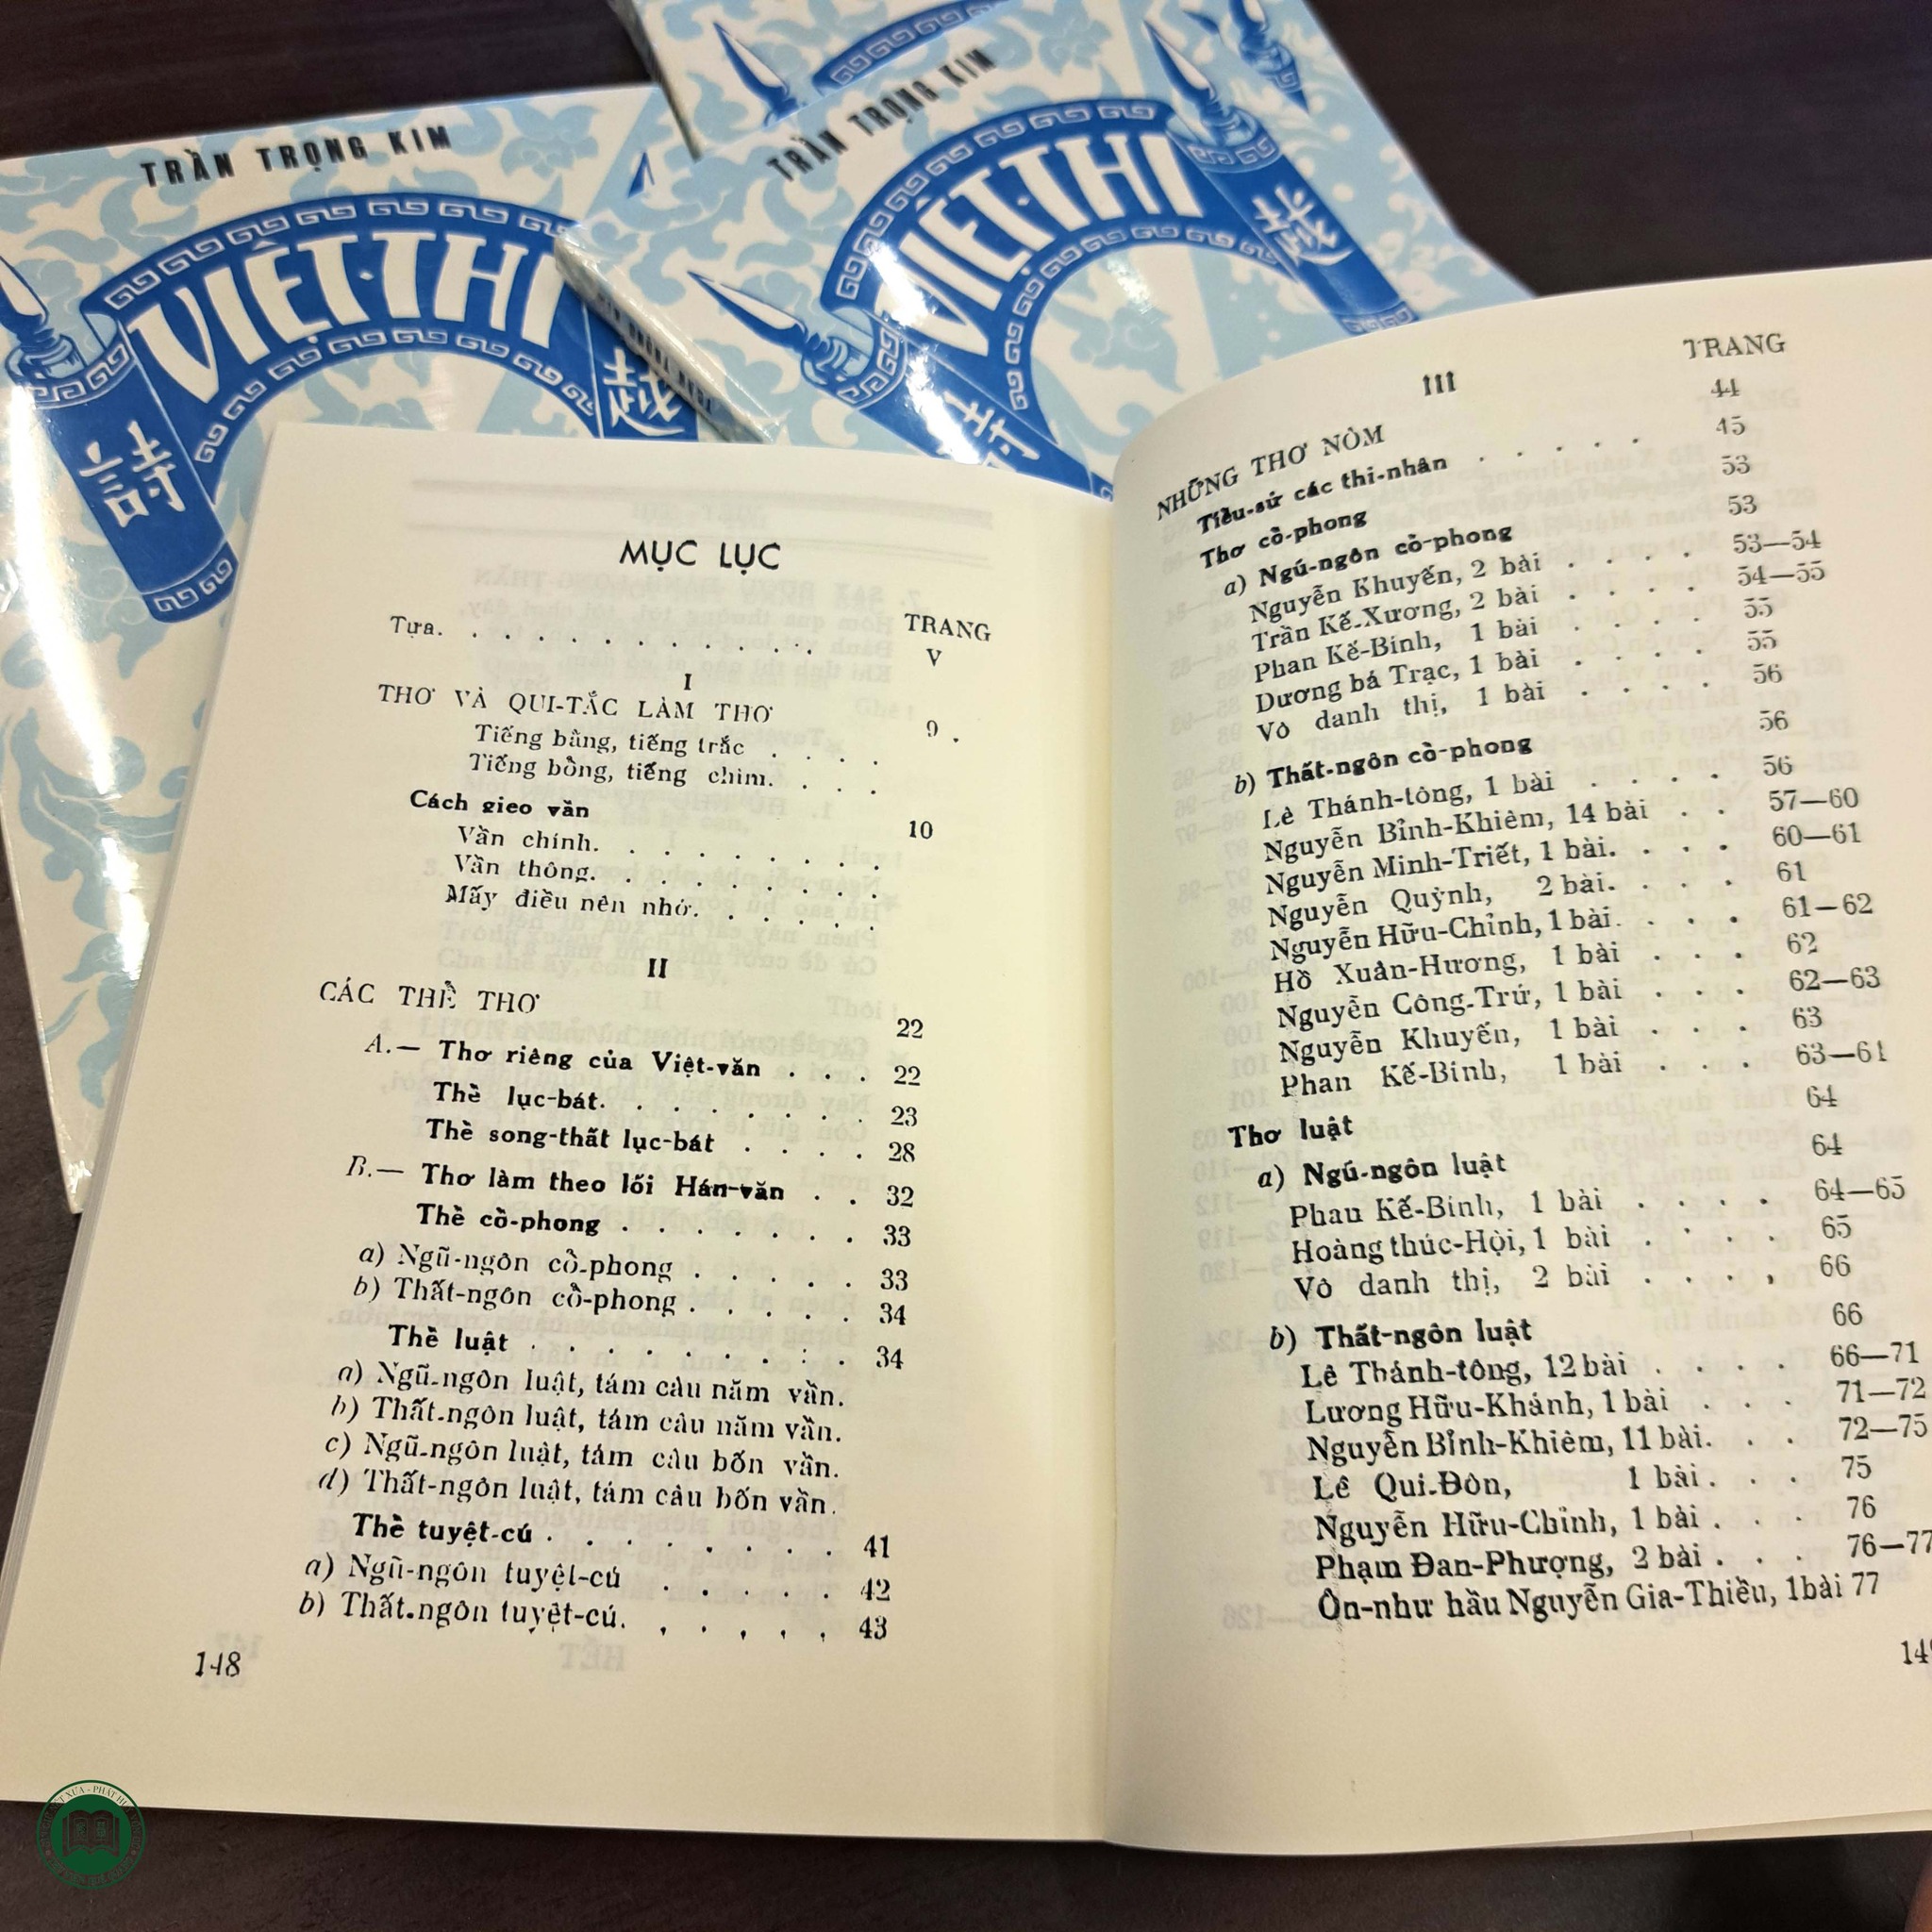 TRẦN TRỌNG KIM
VIỆT·THI
詩
越
TRẦN TRỌNG KIM
VIỆT·THI
詩
越
MỤC LỤC
TRANG
Tựa. . . . . . . . . . . . V
I
THƠ VÀ QUI-TẮC LÀM THƠ 9
Tiếng bằng, tiếng trắc . . . .
Tiếng bồng, tiếng chìm. . . .
Cách gieo vần 10
Vần chính. . . . . . . .
Vần thông. . . . . . . .
Mấy điều nên nhớ. . . . . .
II
CÁC THỂ THƠ 22
A.— Thơ riêng của Việt-văn . . . 22
Thể lục-bát. . . . . . . 23
Thể song-thất lục-bát . . . . 28
B.— Thơ làm theo lối Hán-văn . . 32
Thể cổ-phong . . . . . . . 33
a) Ngũ-ngôn cổ-phong . . . . . 33
b) Thất-ngôn cổ-phong . . . . . 34
Thể luật . . . . . . . . . 34
a) Ngũ-ngôn luật, tám câu năm vần.
b) Thất-ngôn luật, tám câu năm vần.
c) Ngũ-ngôn luật, tám câu bốn vần.
d) Thất-ngôn luật, tám câu bốn vần.
Thể tuyệt-cú . . . . . . . . 41
a) Ngũ-ngôn tuyệt-cú . . . . . 42
b) Thất-ngôn tuyệt-cú. . . . . . 43
148
TRANG
III
NHỮNG THƠ NÔM 44
Tiểu-sử các thi-nhân . . . . . 45
Thơ cổ-phong 53
a) Ngú-ngôn cổ-phong 53
Nguyễn Khuyến, 2 bài . . . . 53—54
Trần Kế-Xương, 2 bài . . . . 54—55
Phan Kế-Bính, 1 bài . . . . 55
Dương bá Trạc, 1 bài . . . . 55
Vô danh thị, 1 bài . . . . 56
b) Thất-ngôn cổ-phong 56
Lê Thánh-tông, 1 bài . . . . 56
Nguyễn Bỉnh-Khiêm, 14 bài . . 57—60
Nguyễn Minh-Triết, 1 bài. . . . 60—61
Nguyễn Quỳnh, 2 bài. . . . 61
Nguyễn Hữu-Chỉnh, 1 bài. . . . 61—62
Hồ Xuân-Hương, 1 bài . . . 62
Nguyễn Công-Trứ, 1 bài . . . 62—63
Nguyễn Khuyến, 1 bài . . . 63
Phan Kế-Bính, 1 bài . . . 63—61
Thơ luật 64
a) Ngú-ngôn luật 64
Phau Kế-Bính, 1 bài . . . . 64—65
Hoàng thúc-Hội, 1 bài . . . . 65
Vô danh thị, 2 bài . . . , 66
b) Thất-ngôn luật 66
Lê Thánh-tông, 12 bài . . . . 66—71
Lương Hữu-Khánh, 1 bài . . . 71—72
Nguyễn Bỉnh-Khiêm, 11 bài. . . 72—75
Lê Qui-Đôn, 1 bài . . . 75
Nguyễn Hữu-Chỉnh, 1 bài . . . 76
Phạm Đan-Phượng, 2 bài . . . 76—77
Ôn-như hầu Nguyễn Gia-Thiều, 1 bài 77